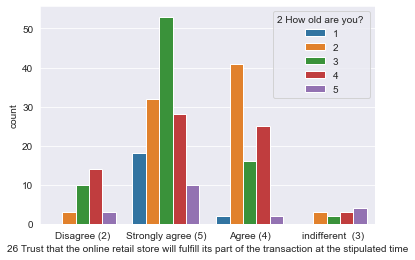 2 How old are you?
1
2
3
4
5
50
40
30
20
10
0
count
Disagree (2) Strongly agree (5) Agree (4) indifferent  (3)
26 Trust that the online retail store will fulfill its part of the transaction at the stipulated time